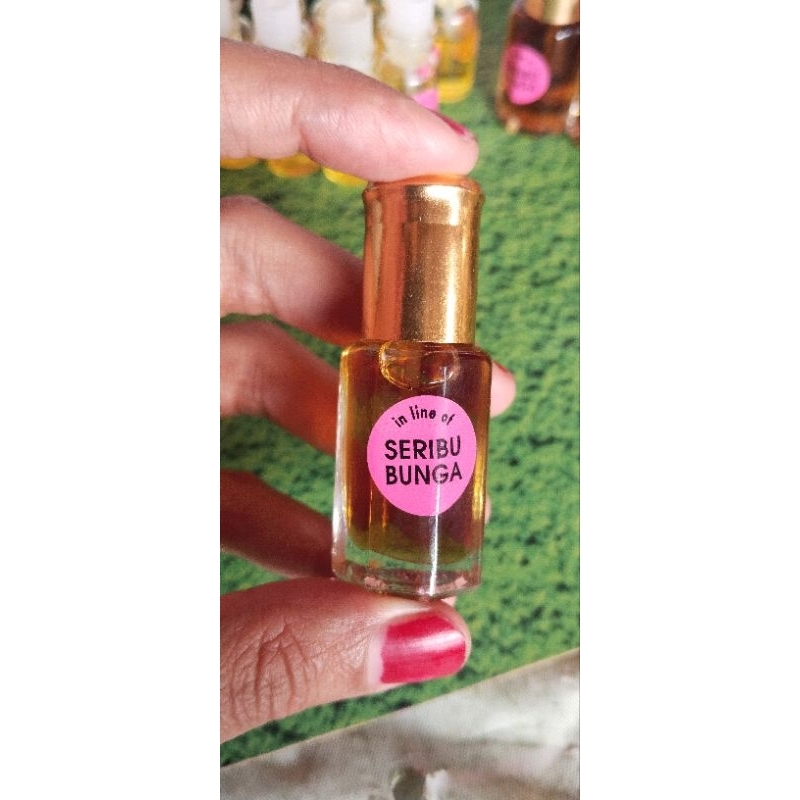 in line of
SERIBU
BUNGA